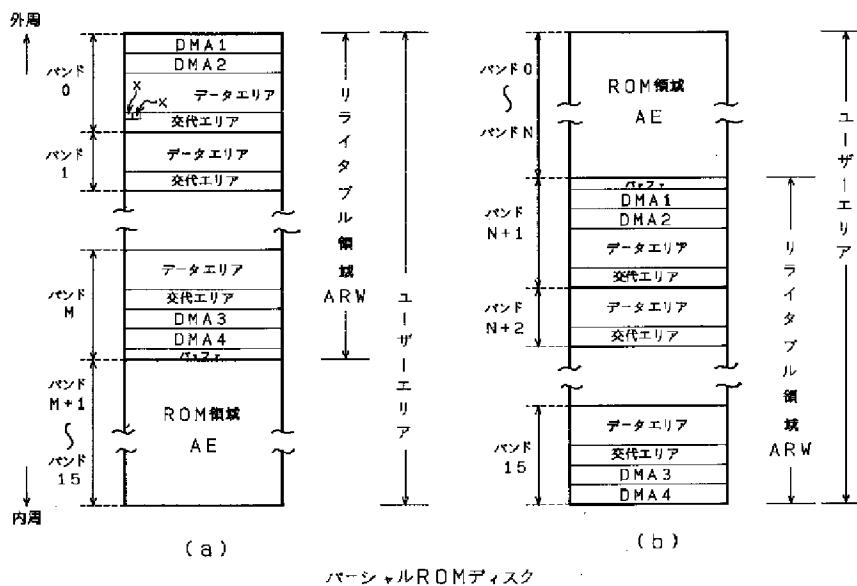 外周
バンド
0
DMA1
DMA2
X
X
データエリア
交代エリア
バンド
1
データエリア
交代エリア
バンド
M
データエリア
交代エリア
DMA3
DMA4
バッファ
バンド
M+1
〜
15
バンド
ROM領域
AE
内周
リライタブル領域
ARW
ユーザーエリア
(a)
バンド0
〜
バンドN
ROM領域
AE
バンド
N+1
バッファ
DMA1
DMA2
データエリア
交代エリア
バンド
N+2
データエリア
交代エリア
バンド
15
データエリア
交代エリア
DMA3
DMA4
リライタブル領域
ARW
ユーザーエリア
(b)
パーシャルROMディスク